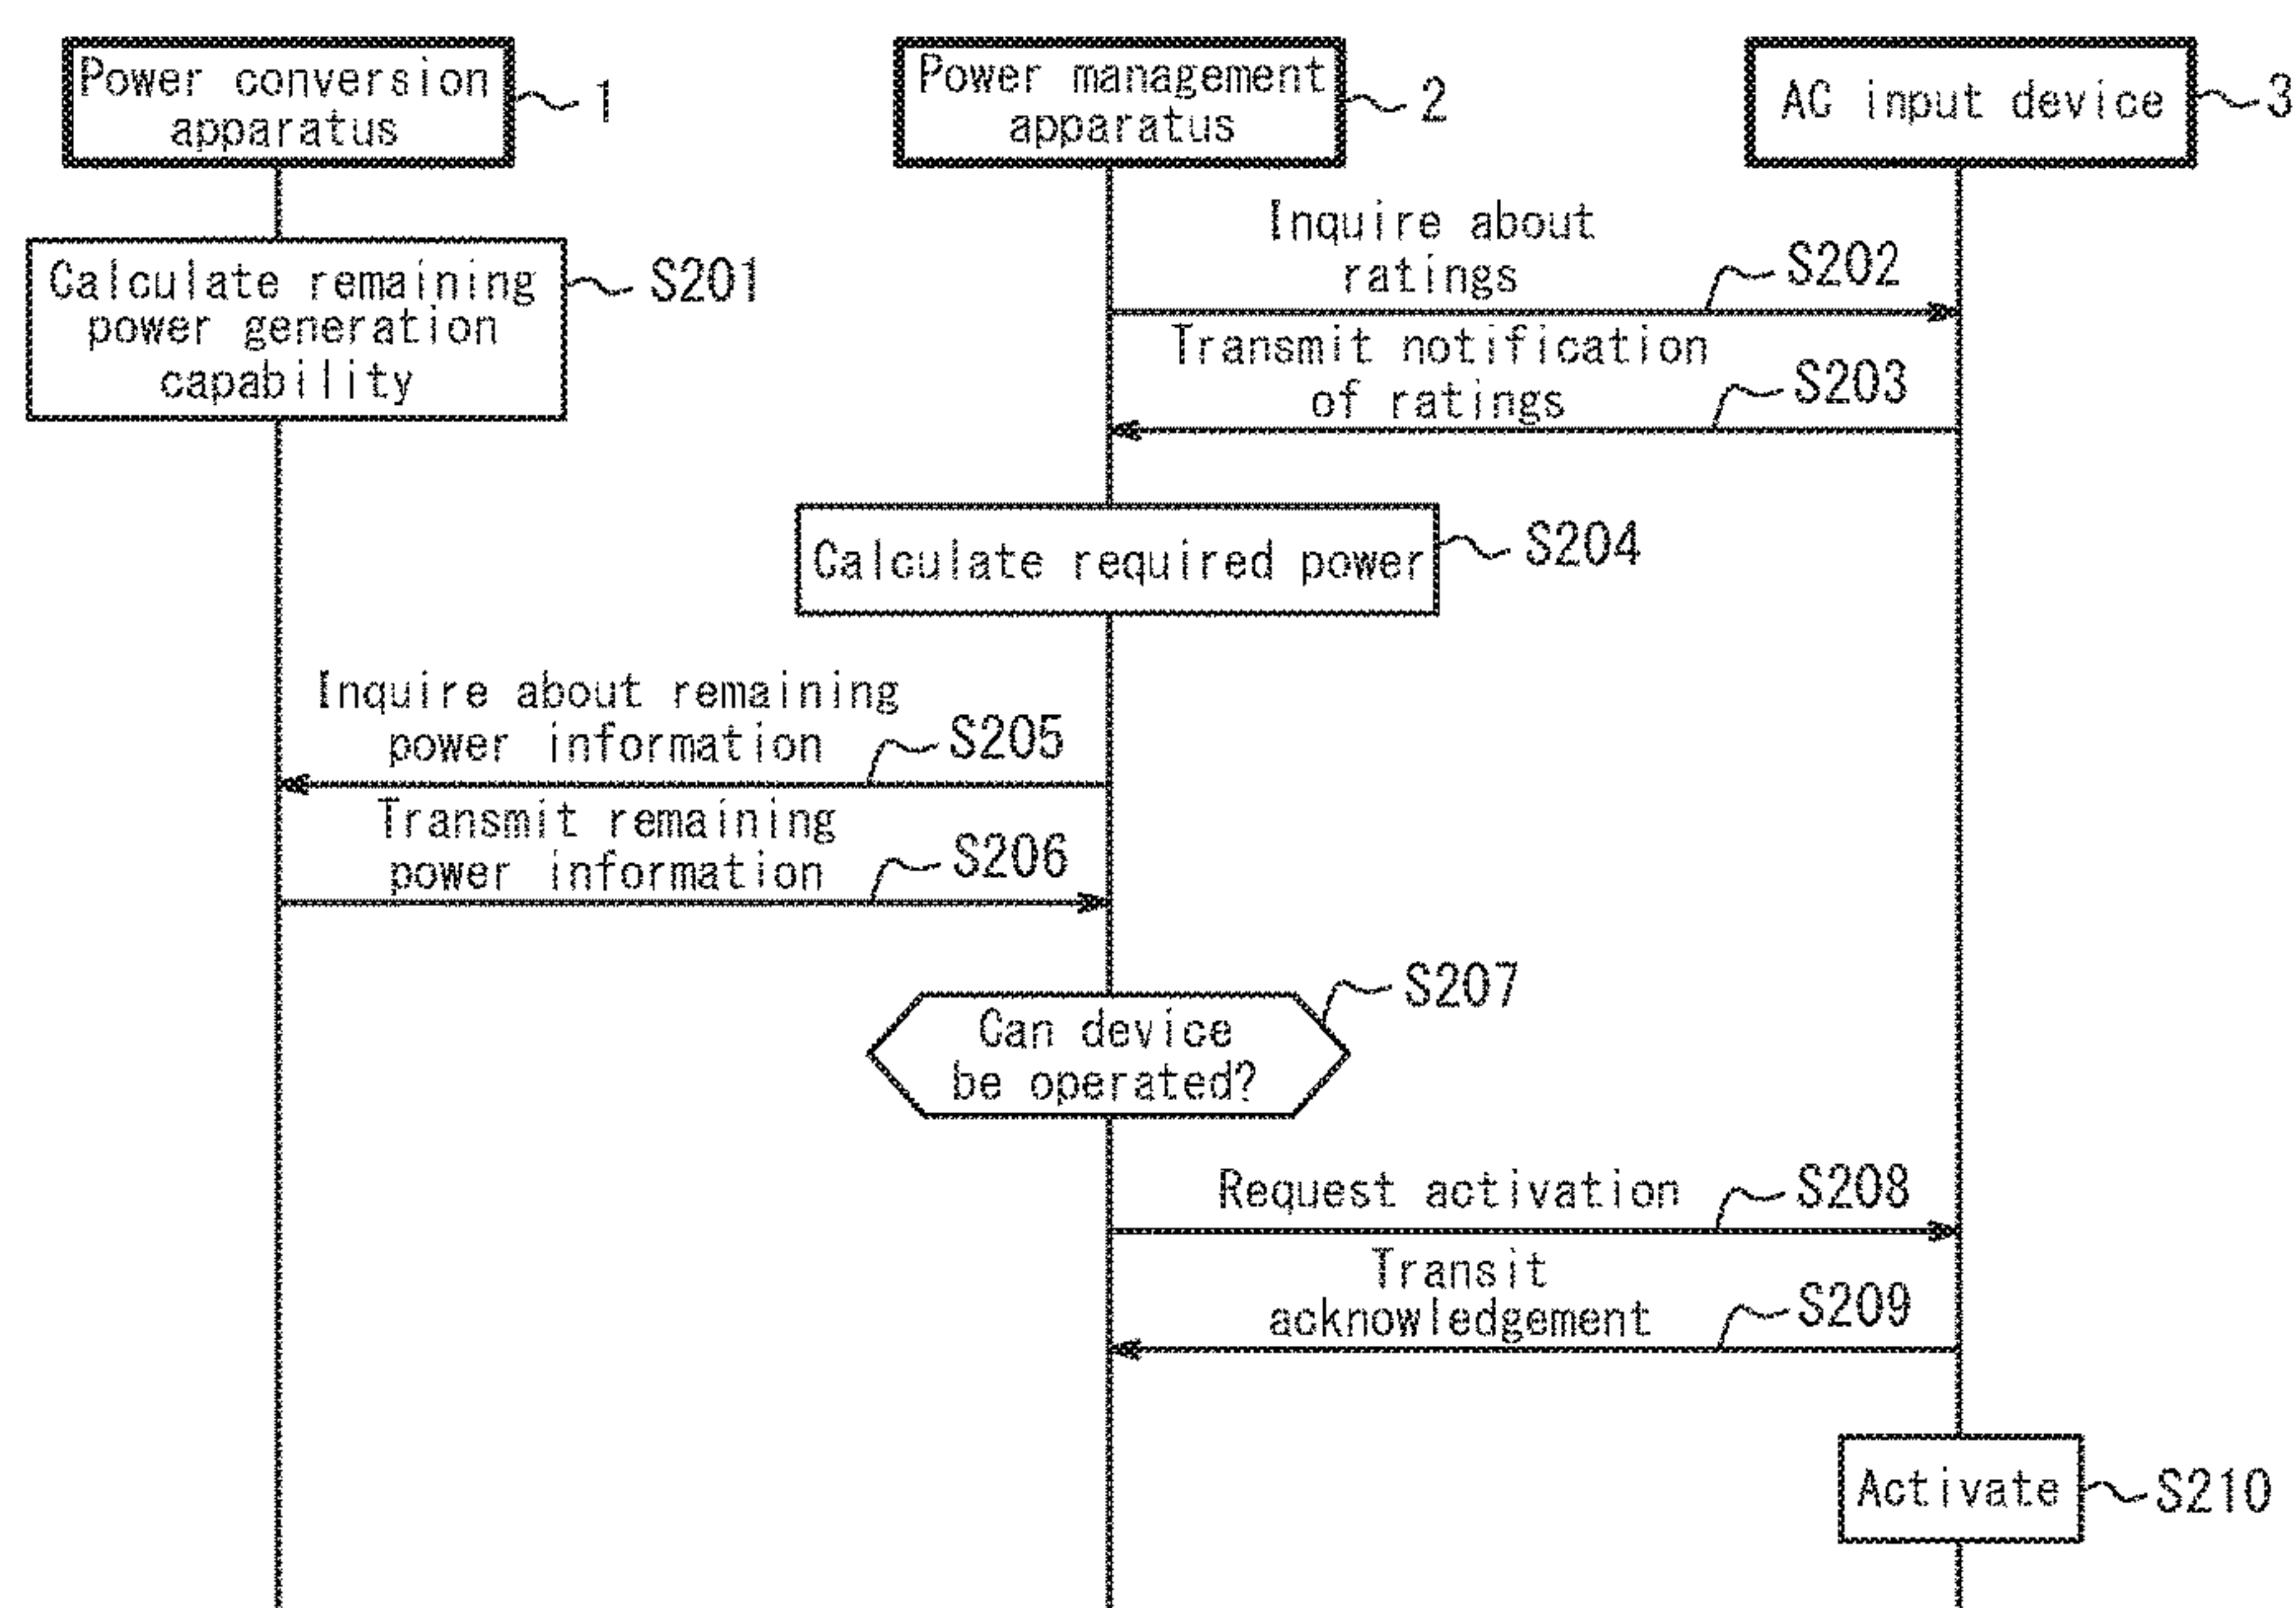 Power conversion
apparatus
1
Power management
apparatus
2
AC input device
3
Calculate remaining
power generation
capability
S201
Inquire about
ratings
S202
Transmit notification
of ratings
S203
Calculate required power
S204
Inquire about remaining
power information
S205
Transmit remaining
power information
S206
Can device
be operated?
S207
Request activation
S208
Transit
acknowledgement
S209
Activate
S210